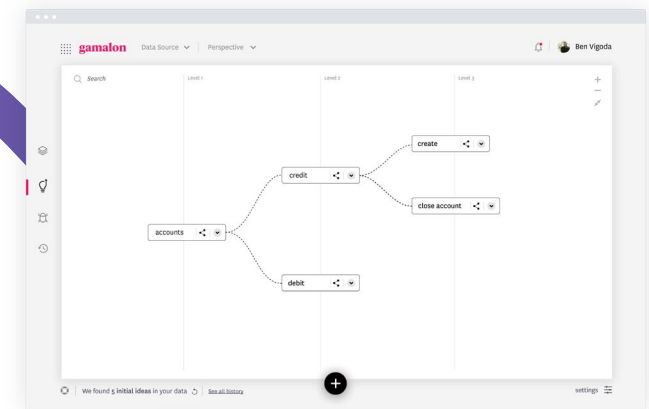 gamalon
Data Source
Perspective
Ben Vigoda
Search
Level 1
Level 2
Level 3
create
credit
close account
accounts
debit
We found 5 initial ideas in your data
See all history
settings